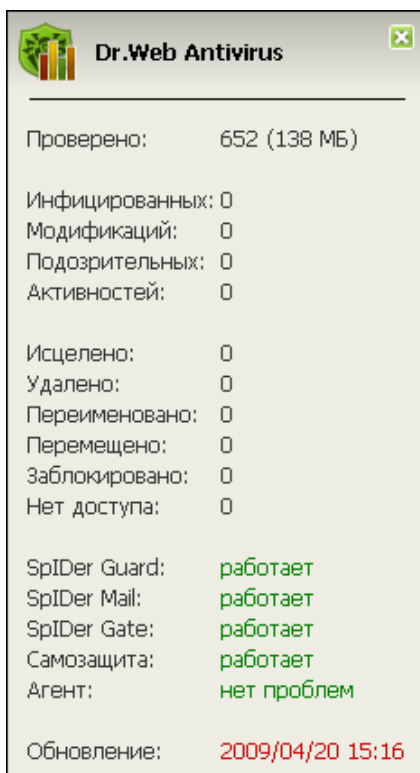 Dr.Web Antivirus
Проверено: 652 (138 МБ)
Инфицированных: 0
Модификаций: 0
Подозрительных: 0
Активностей: 0
Исцелено: 0
Удалено: 0
Переименовано: 0
Перемещено: 0
Заблокировано: 0
Нет доступа: 0
SpIDer Guard: работает
SpIDer Mail: работает
SpIDer Gate: работает
Самозащита: работает
Агент: нет проблем
Обновление: 2009/04/20 15:16